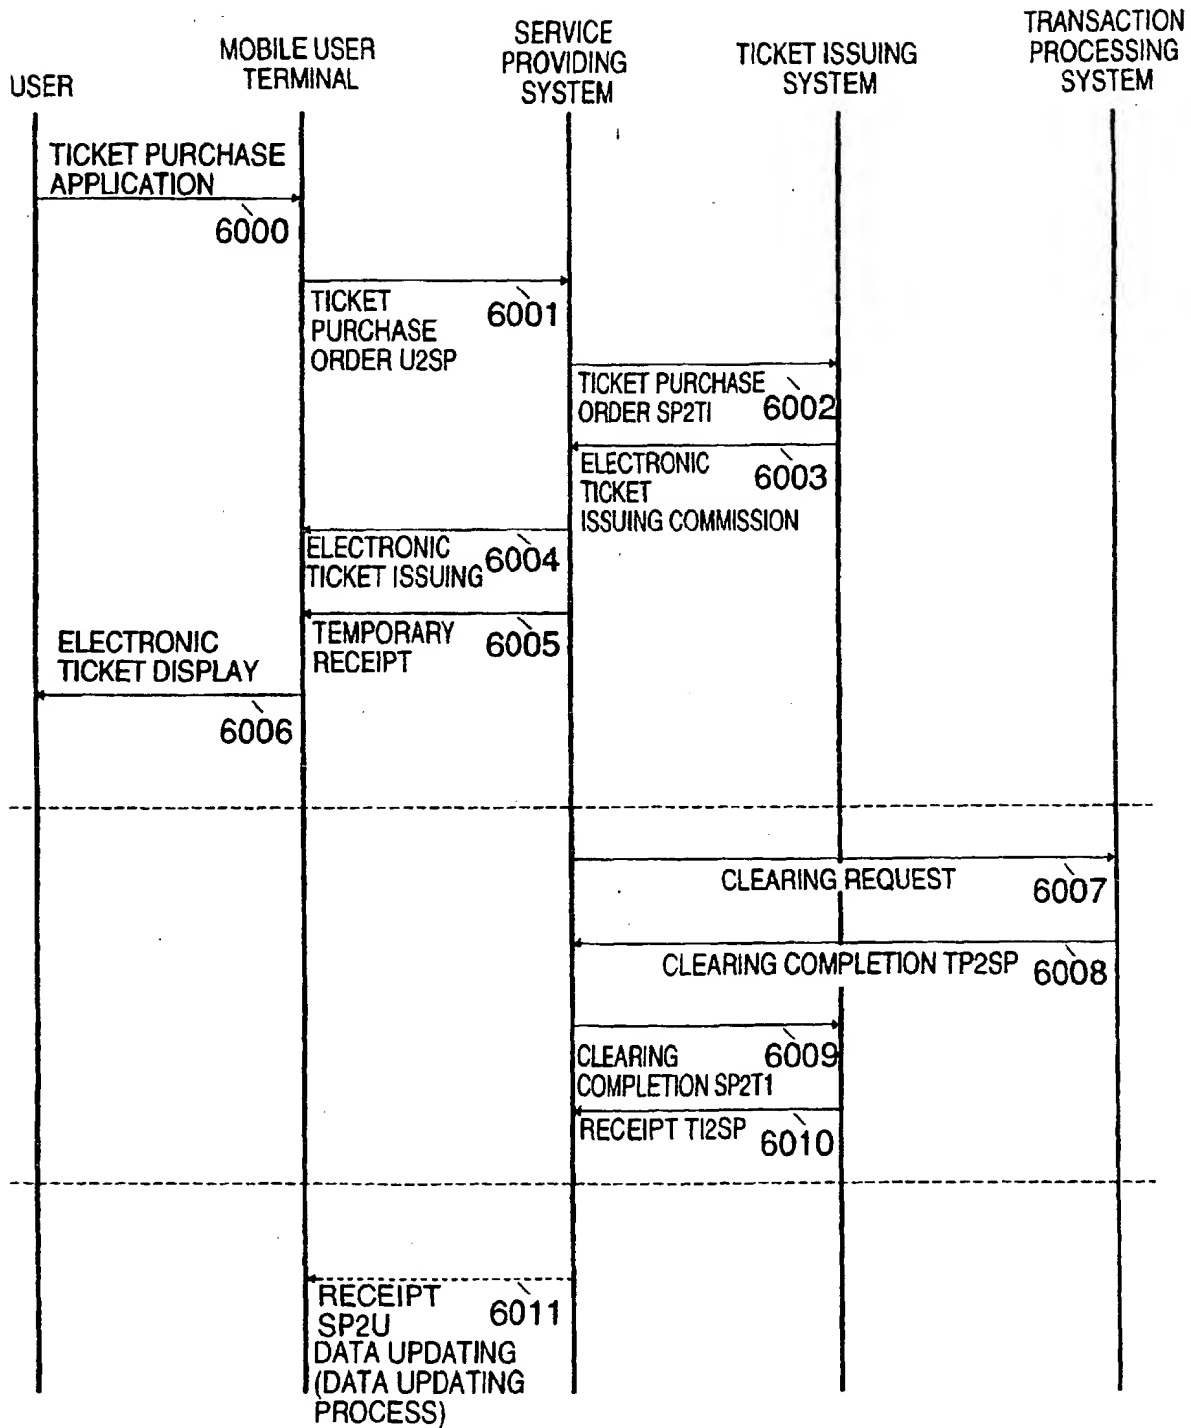 USER
MOBILE USER
TERMINAL
SERVICE
PROVIDING
SYSTEM
TICKET ISSUING
SYSTEM
TRANSACTION
PROCESSING
SYSTEM
TICKET PURCHASE
APPLICATION
6000
TICKET
PURCHASE
ORDER U2SP
6001
TICKET PURCHASE
ORDER SP2TI
6002
ELECTRONIC
TICKET
ISSUING COMMISSION
6003
ELECTRONIC
TICKET ISSUING
6004
TEMPORARY
RECEIPT
6005
ELECTRONIC
TICKET DISPLAY
6006
CLEARING REQUEST
6007
CLEARING COMPLETION TP2SP
6008
CLEARING
COMPLETION SP2T1
6009
RECEIPT TI2SP
6010
RECEIPT
SP2U
DATA UPDATING
(DATA UPDATING
PROCESS)
6011